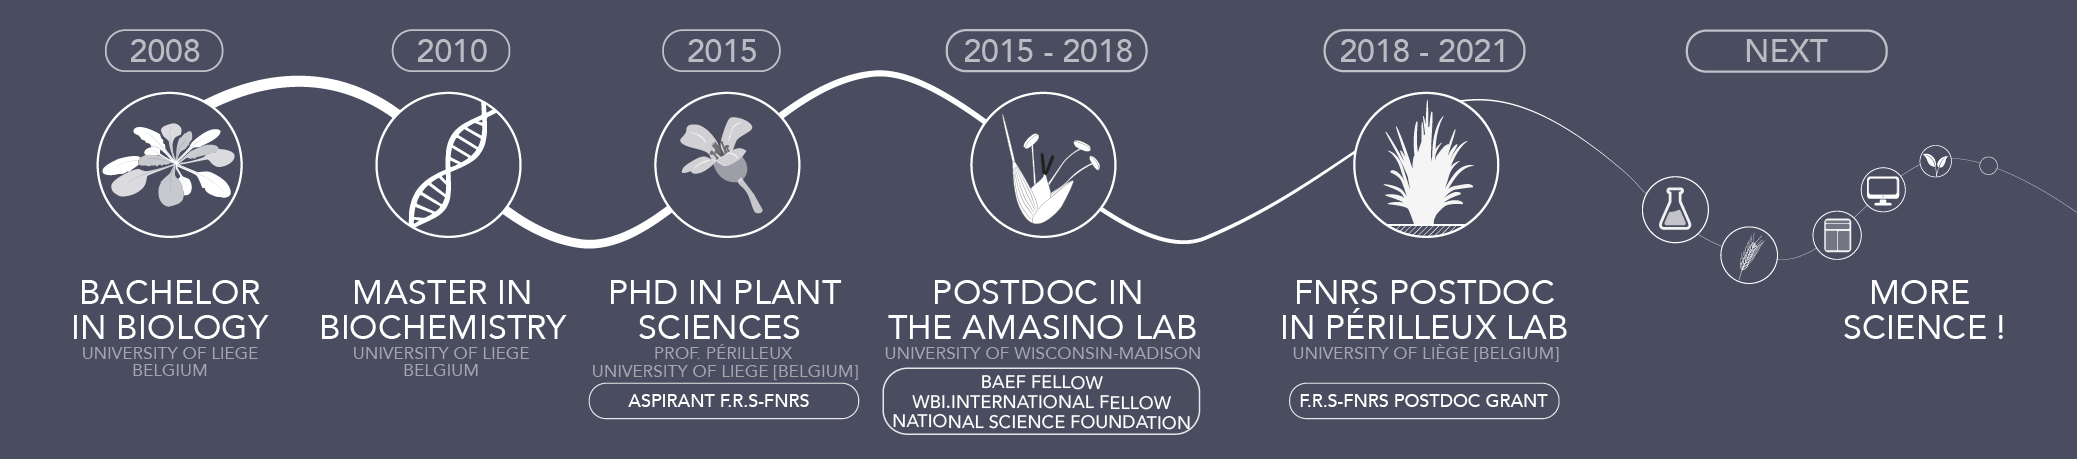 2008
2010
2015
2015 - 2018
2018 - 2021
NEXT
BACHELOR
IN BIOLOGY
UNIVERSITY OF LIEGE
BELGIUM
MASTER IN
BIOCHEMISTRY
UNIVERSITY OF LIEGE
BELGIUM
PHD IN PLANT
SCIENCES
PROF. PÉRILLEUX
UNIVERSITY OF LIEGE [BELGIUM]
ASPIRANT F.R.S-FNRS
POSTDOC IN
THE AMASINO LAB
UNIVERSITY OF WISCONSIN-MADISON
BAEF FELLOW
WBI.INTERNATIONAL FELLOW
NATIONAL SCIENCE FOUNDATION
FNRS POSTDOC
IN PÉRILLEUX LAB
UNIVERSITY OF LIÈGE [BELGIUM]
F.R.S-FNRS POSTDOC GRANT
MORE
SCIENCE !